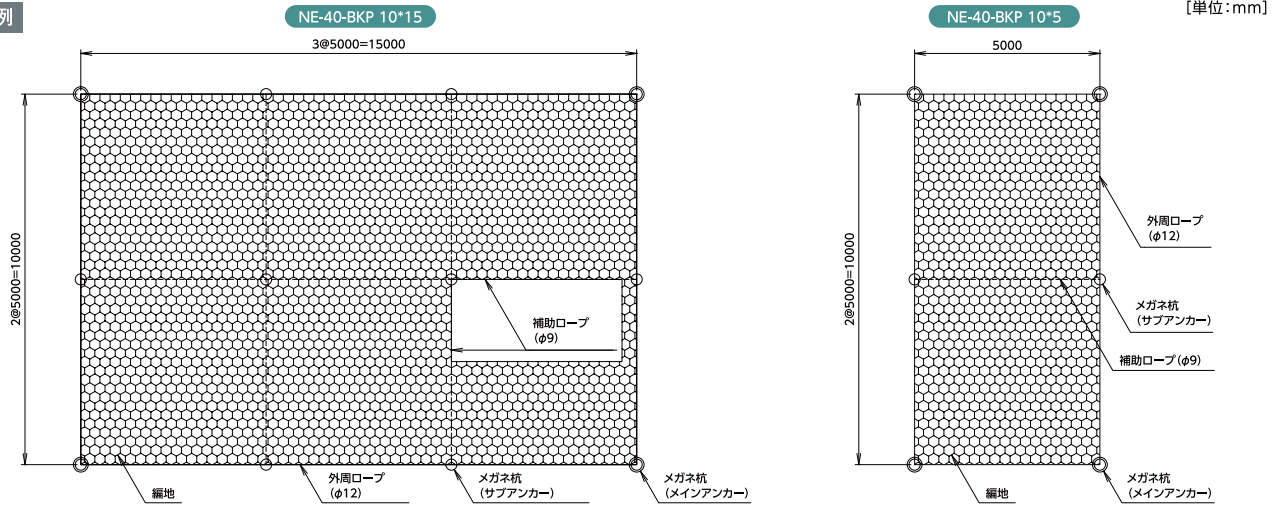 例
NE-40-BKP 10*15
3@5000=15000
2@5000=10000
補助ロープ
(φ9)
編地
外周ロープ
(φ12)
メガネ杭
(サブアンカー)
メガネ杭
(メインアンカー)
NE-40-BKP 10*5
[単位:mm]
5000
2@5000=10000
外周ロープ
(φ12)
メガネ杭
(サブアンカー)
補助ロープ(φ9)
編地
メガネ杭
(メインアンカー)